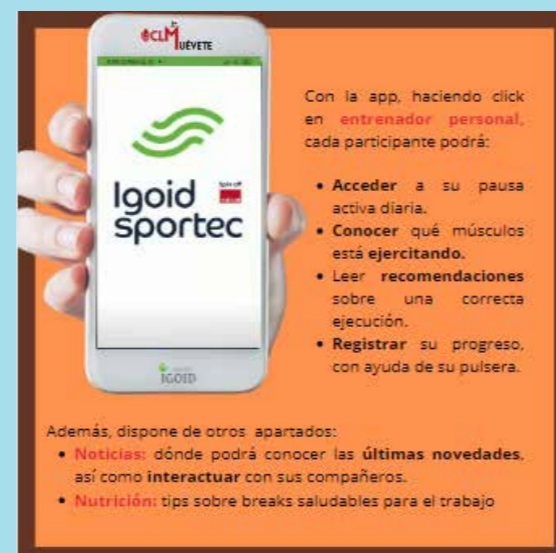 CLM MUÉVETE
Igoid
sportec
IGOID
Con la app, haciendo click
en entrenador personal,
cada participante podrá:
• Acceder a su pausa
activa diaria.
• Conocer qué músculos
está ejercitando.
• Leer recomendaciones
sobre una correcta
ejecución.
• Registrar su progreso,
con ayuda de su pulsera.
Además, dispone de otros apartados:
• Noticias: dónde podrá conocer las últimas novedades,
así como interactuar con sus compañeros.
• Nutrición: tips sobre breaks saludables para el trabajo